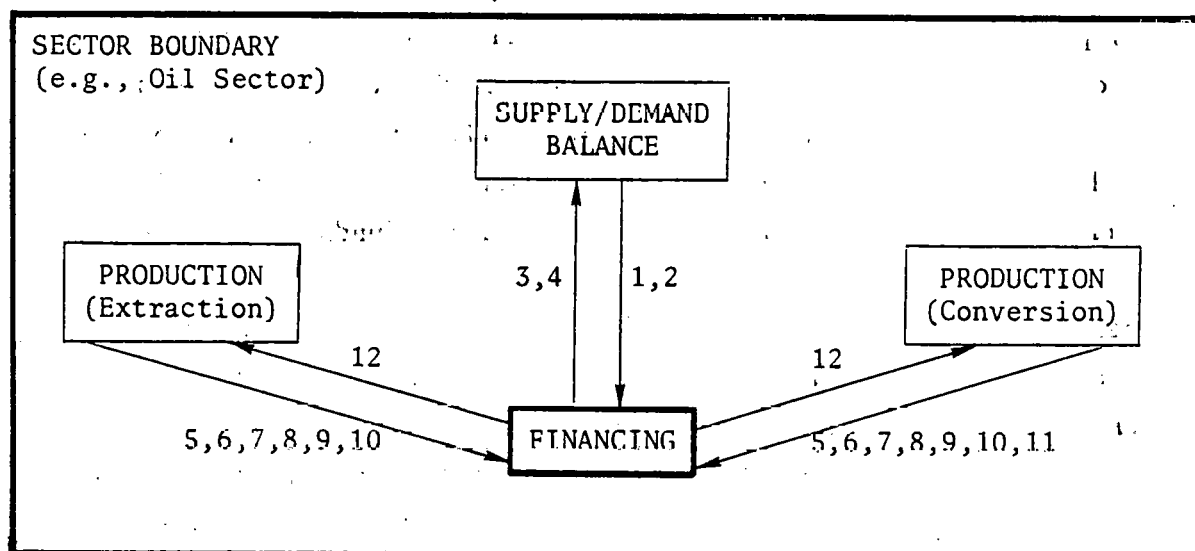 SECTOR BOUNDARY
(e.g., Oil Sector)
SUPPLY/DEMAND
BALANCE
PRODUCTION
(Extraction)
3,4
1,2
PRODUCTION
(Conversion)
12
12
5,6,7,8,9,10
FINANCING
5,6,7,8,9,10,11